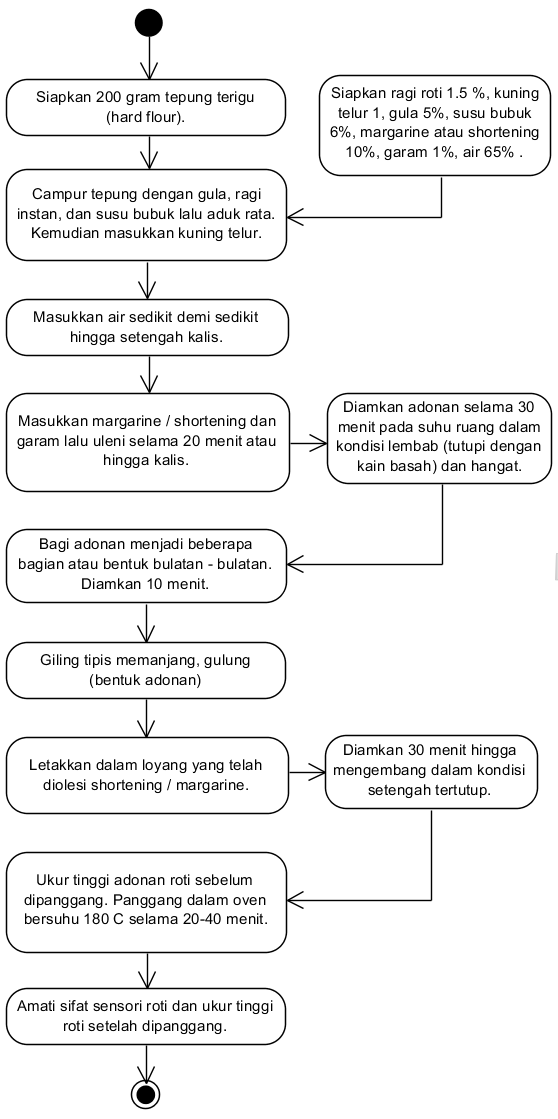 Siapkan 200 gram tepung terigu
(hard flour).
Siapkan ragi roti 1.5 %, kuning
telur 1, gula 5%, susu bubuk
6%, margarine atau shortening
10%, garam 1%, air 65% .
Campur tepung dengan gula, ragi
instan, dan susu bubuk lalu aduk rata.
Kemudian masukkan kuning telur.
Masukkan air sedikit demi sedikit
hingga setengah kalis.
Masukkan margarine / shortening dan
garam lalu uleni selama 20 menit atau
hingga kalis.
Diamkan adonan selama 30
menit pada suhu ruang dalam
kondisi lembab (tutupi dengan
kain basah) dan hangat.
Bagi adonan menjadi beberapa
bagian atau bentuk bulatan - bulatan.
Diamkan 10 menit.
Giling tipis memanjang, gulung
(bentuk adonan)
Letakkan dalam loyang yang telah
diolesi shortening / margarine.
Diamkan 30 menit hingga
mengembang dalam kondisi
setengah tertutup.
Ukur tinggi adonan roti sebelum
dipanggang. Panggang dalam oven
bersuhu 180 C selama 20-40 menit.
Amati sifat sensori roti dan ukur tinggi
roti setelah dipanggang.